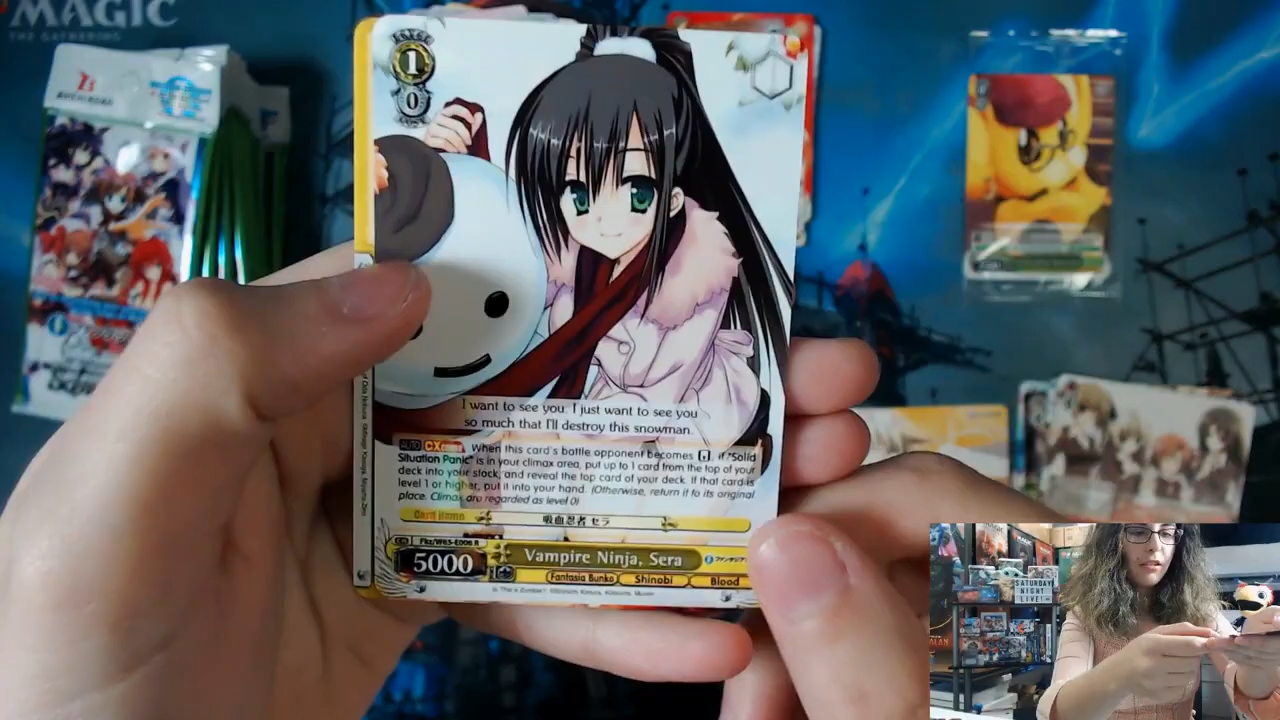 MAGIC
THE GATHERING
1
0
I want to see you. I just want to see you
so much that I'll destroy this snowman.
AUTO CXCOMBO When this card's battle opponent becomes , if "Solid
Situation Panic" is in your climax area, put up to 1 card from the top of your
deck into your stock, and reveal the top card of your deck. If that card is
level 1 or higher, put it into your hand. (Otherwise, return it to its original
place. Climax are regarded as level 0)
Card Name 吸血忍者 セラ
Fkz/W65-E006 R
5000 Vampire Ninja, Sera
Fantasia Bunko Shinobi Blood
SATURDAY
NIGHT
LIVE!